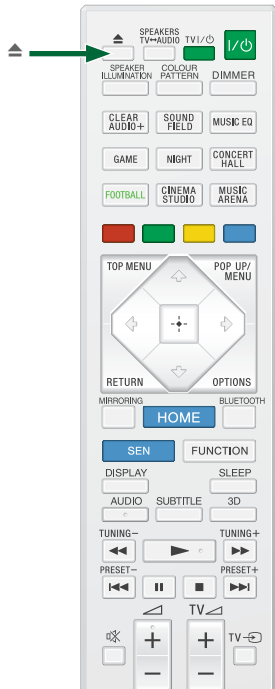 SPEAKERS
TV↔AUDIO TV I/⏻
I/⏻
SPEAKER
ILLUMINATION
COLOUR
PATTERN
DIMMER
CLEAR
AUDIO+
SOUND
FIELD
MUSIC EQ
GAME
NIGHT
CONCERT
HALL
FOOTBALL
CINEMA
STUDIO
MUSIC
ARENA
TOP MENU
POP UP/
MENU
RETURN
OPTIONS
MIRRORING
HOME
BLUETOOTH
SEN
FUNCTION
DISPLAY
SLEEP
AUDIO
SUBTITLE
3D
TUNING–
TUNING+
PRESET–
PRESET+
TV
+
+
TV
–
–